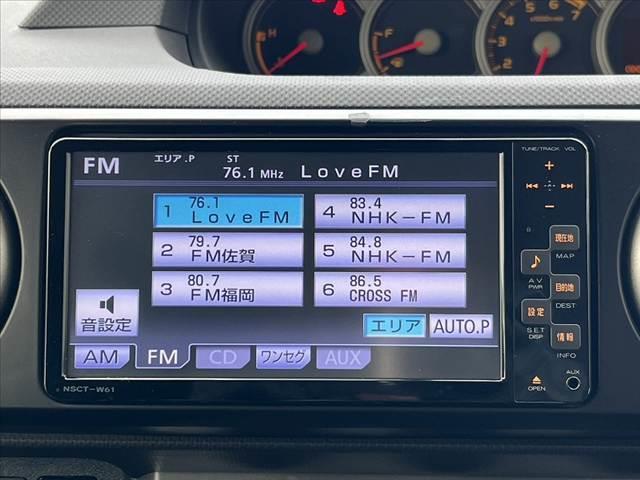 H
F
2
7
TUNE/TRACK VOL
FM エリア.P ST 76.1 MHz LoveFM
1 76.1 LoveFM
4 83.4 NHK-FM
2 79.7 FM佐賀
5 84.8 NHK-FM
3 80.7 FM福岡
6 86.5 CROSS FM
音設定
エリア AUTO.P
AM FM CD ワンセグ AUX
NSCT-W61
+
−
現在地
MAP
AV PWR
目的地
DEST
設定
SET DISP
情報
INFO
OPEN
AUX